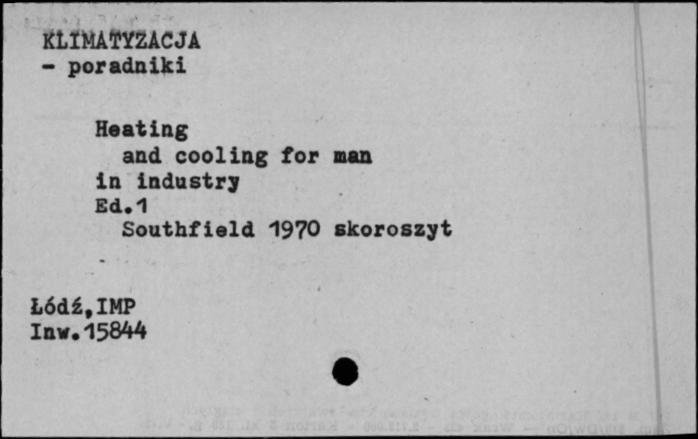 KLIMATYZACJA
- poradniki
Heating
and cooling for man
in industry
Ed.1
Southfield 1970 skoroszyt
Łódź,IMP
Inw.15844